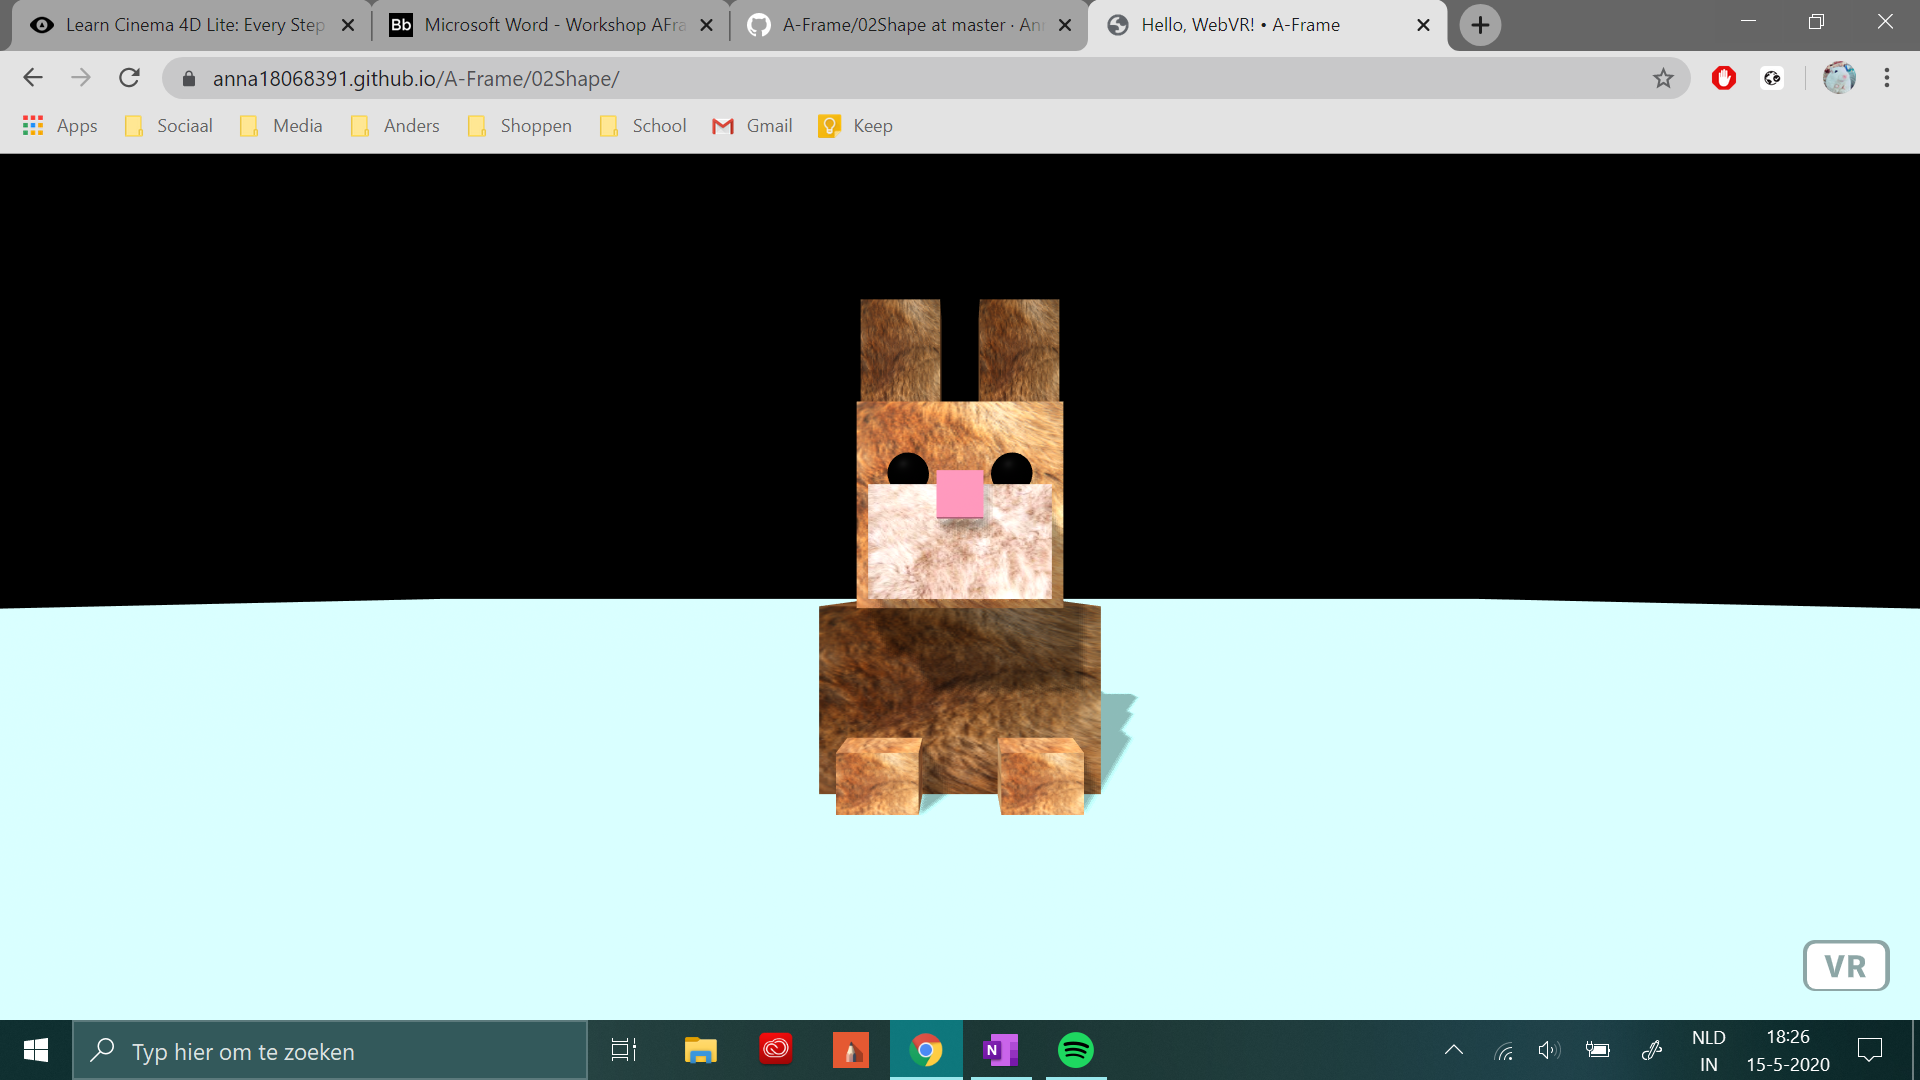 Learn Cinema 4D Lite: Every Step
Bb Microsoft Word - Workshop AFra
A-Frame/02Shape at master · Ann
Hello, WebVR! • A-Frame
anna18068391.github.io/A-Frame/02Shape/
Apps Sociaal Media Anders Shoppen School Gmail Keep
VR
Typ hier om te zoeken
N
NLD
IN
18:26
15-5-2020